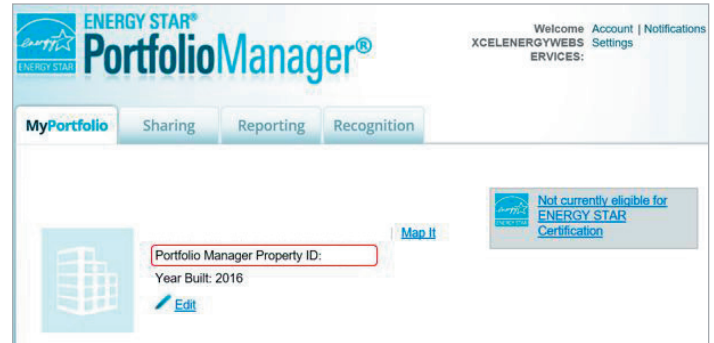 ENERGY STAR®
PortfolioManager®
energy
ENERGY STAR
Welcome
XCELENERGYWEBS
ERVICES:
Account | Notifications
Settings
MyPortfolio
Sharing
Reporting
Recognition
Not currently eligible for
ENERGY STAR
Certification
Map It
Portfolio Manager Property ID:
Year Built: 2016
Edit